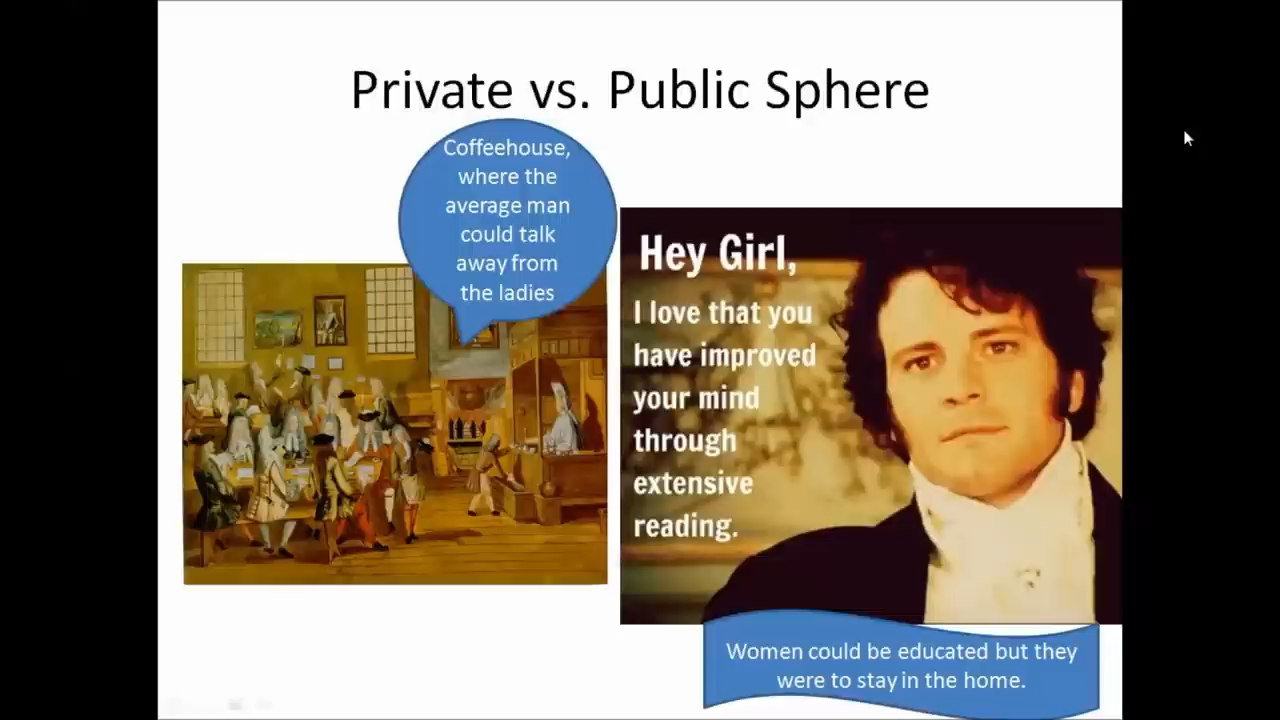 Private vs. Public Sphere
Coffeehouse,
where the
average man
could talk
away from
the ladies
Hey Girl,
I love that you
have improved
your mind
through
extensive
reading.
Women could be educated but they
were to stay in the home.